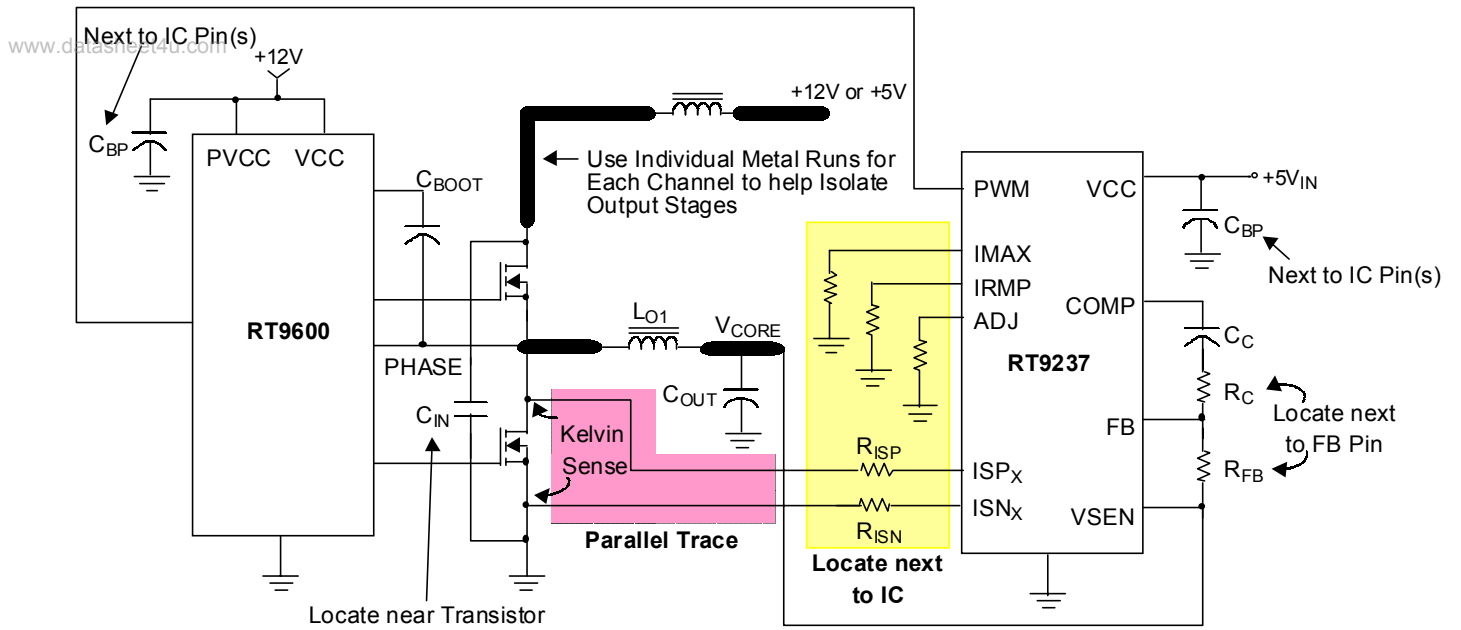 www.datasheet4u.com
Next to IC Pin(s)
+12V
CBP
PVCC VCC
CBOOT
RT9600
PHASE
CIN
Locate near Transistor
+12V or +5V
Use Individual Metal Runs for
Each Channel to help Isolate
Output Stages
LO1
VCORE
COUT
Kelvin
Sense
Parallel Trace
RISP
RISN
Locate next
to IC
PWM
VCC
IMAX
IRMP
ADJ
COMP
RT9237
FB
ISPX
ISNX
VSEN
+5VIN
CBP
Next to IC Pin(s)
CC
RC
Locate next
to FB Pin
RFB